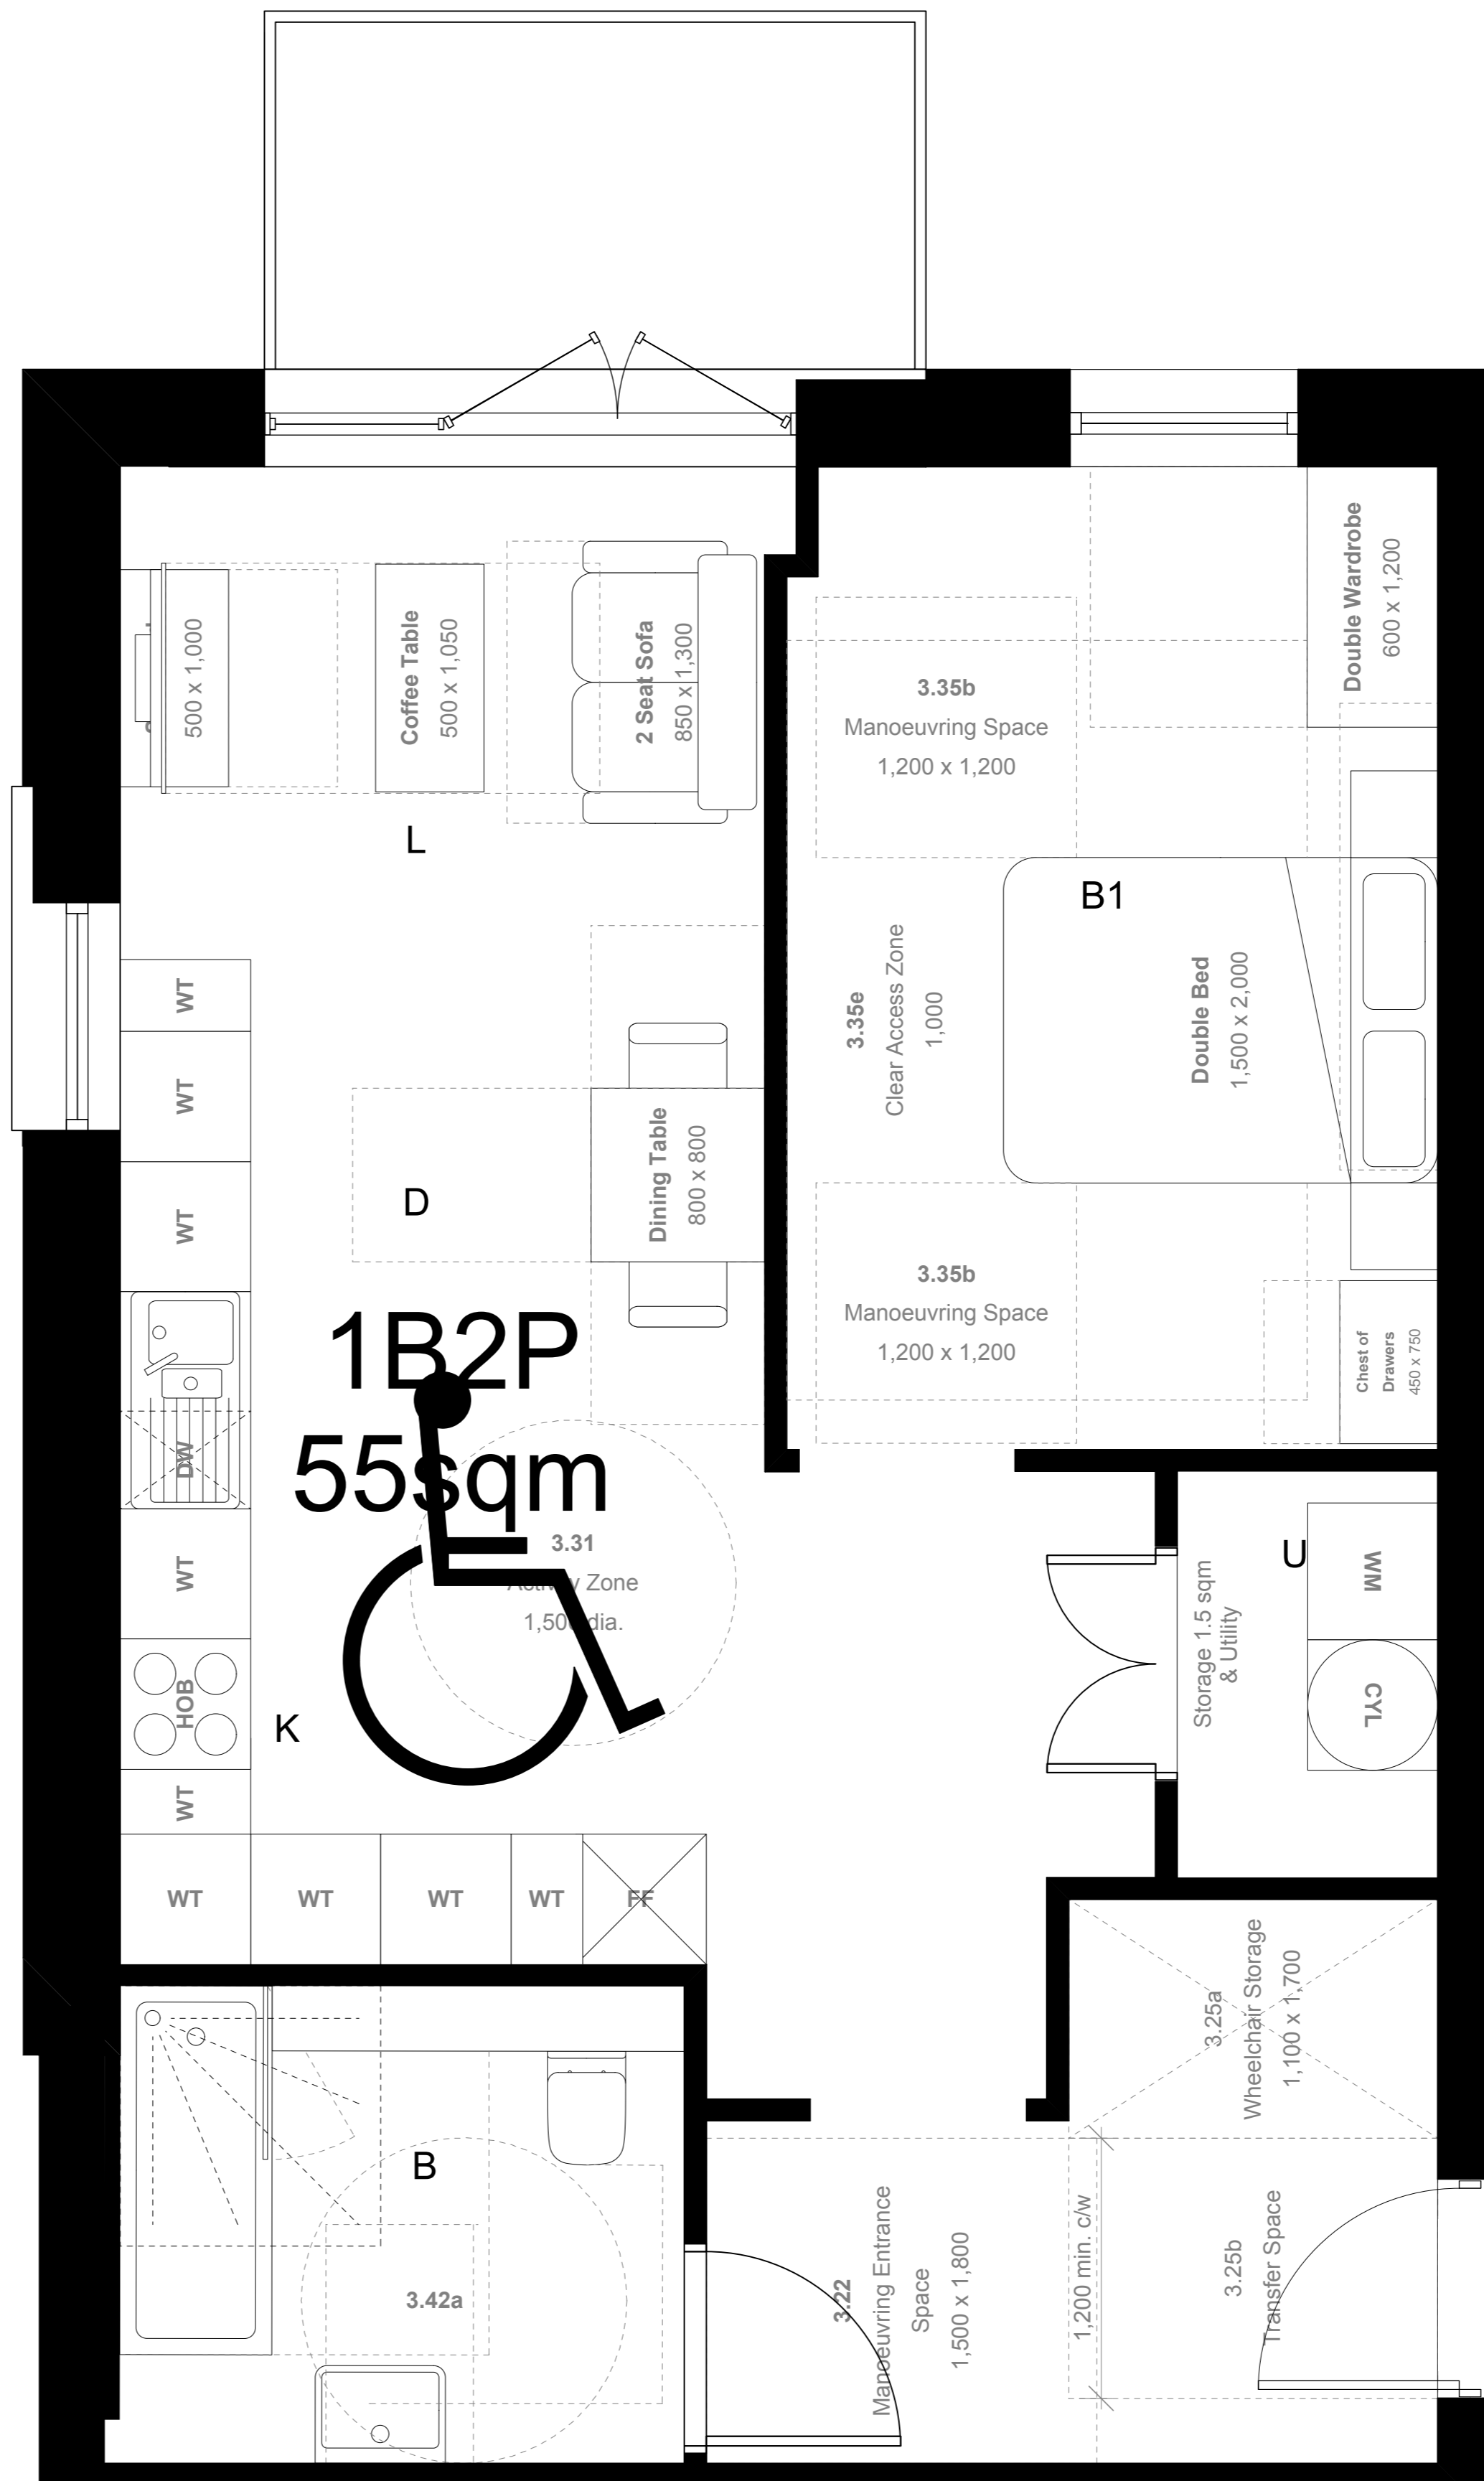 500 x 1,000
Coffee Table
500 x 1,050
2 Seat Sofa
850 x 1,300
Double Wardrobe
600 x 1,200
3.35b
Manoeuvring Space
1,200 x 1,200
L
B1
3.35e
Clear Access Zone
1,000
Double Bed
1,500 x 2,000
WT
WT
WT
D
Dining Table
800 x 800
3.35b
Manoeuvring Space
1,200 x 1,200
Chest of
Drawers
450 x 750
1B2P
55sqm
DW
3.31
Activity Zone
1,500 dia.
WT
HOB
K
WT
U
WM
Storage 1.5 sqm
& Utility
CYL
WT
WT
WT
WT
FF
3.25a
Wheelchair Storage
1,100 x 1,700
B
3.42a
3.22
Manoeuvring Entrance
Space
1,500 x 1,800
1,200 min. c/w
3.25b
Transfer Space